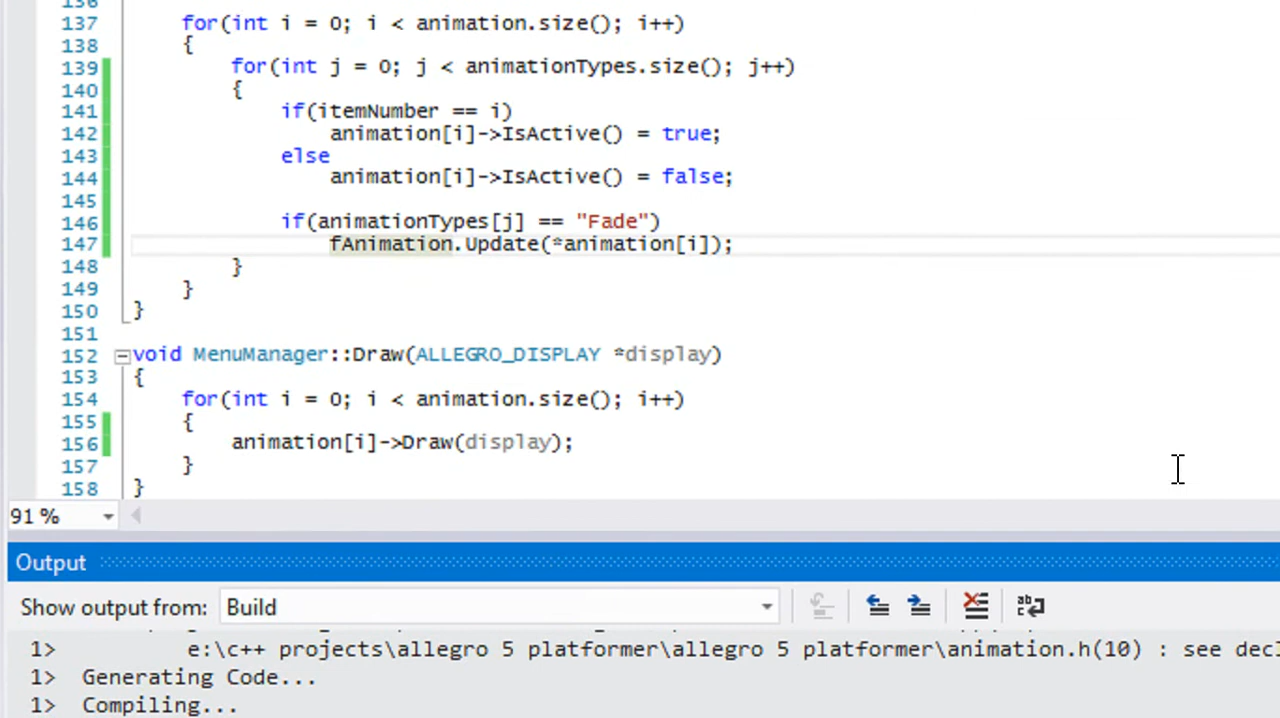 136
137 for(int i = 0; i < animation.size(); i++)
138 {
139 for(int j = 0; j < animationTypes.size(); j++)
140 {
141 if(itemNumber == i)
142 animation[i]->IsActive() = true;
143 else
144 animation[i]->IsActive() = false;
145
146 if(animationTypes[j] == "Fade")
147 fAnimation.Update(*animation[i]);
148 }
149 }
150 }
151
152 void MenuManager::Draw(ALLEGRO_DISPLAY *display)
153 {
154 for(int i = 0; i < animation.size(); i++)
155 {
156 animation[i]->Draw(display);
157 }
158 }
91 %
Output
Show output from: Build
1> e:\c++ projects\allegro 5 platformer\allegro 5 platformer\animation.h(10) : see decl
1> Generating Code...
1> Compiling...